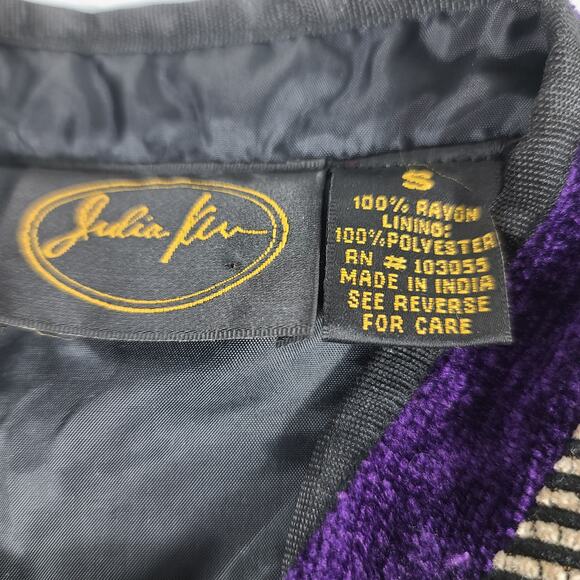 S
100% RAYON
LINING:
100% POLYESTER
RN # 103055
MADE IN INDIA
SEE REVERSE
FOR CARE